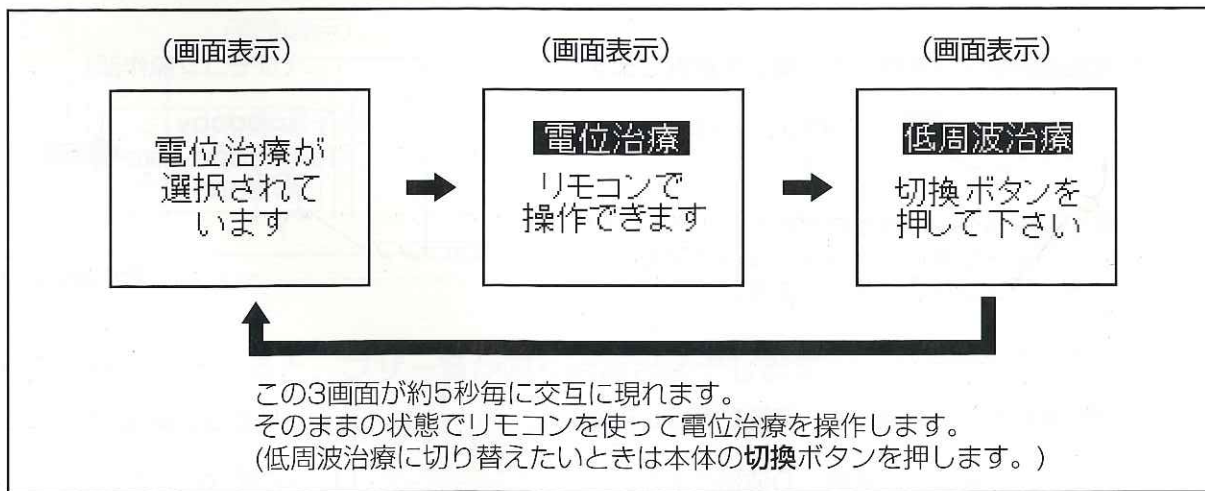 (画面表示)
電位治療が
選択されて
います
(画面表示)
電位治療
リモコンで
操作できます
(画面表示)
低周波治療
切換ボタンを
押して下さい
この3画面が約5秒毎に交互に現れます。
そのままの状態でリモコンを使って電位治療を操作します。
(低周波治療に切り替えたいときは本体の切換ボタンを押します。)